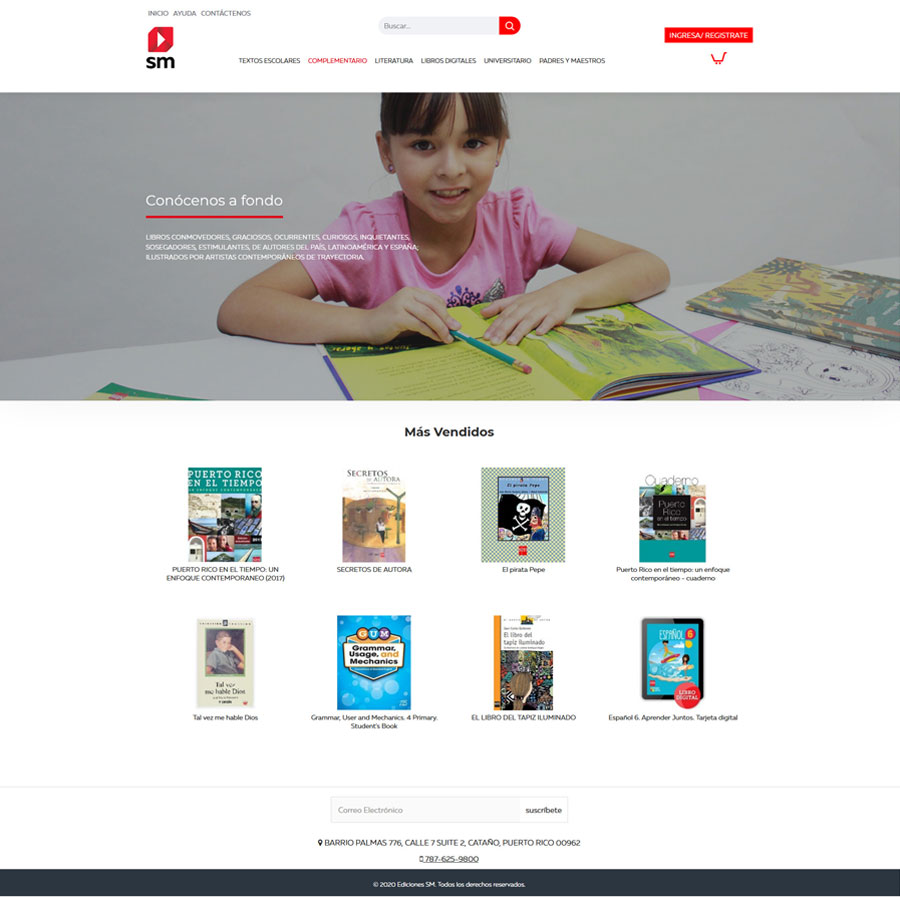 INICIO AYUDA CONTÁCTENOS
Buscar...
INGRESA/ REGISTRATE
sm
TEXTOS ESCOLARES COMPLEMENTARIO LITERATURA LIBROS DIGITALES UNIVERSITARIO PADRES Y MAESTROS
Conócenos a fondo
LIBROS CONMOVEDORES, GRACIOSOS, OCURRENTES, CURIOSOS, INQUIETANTES,
SOSEGADORES, ESTIMULANTES, DE AUTORES DEL PAÍS, LATINOAMÉRICA Y ESPAÑA;
ILUSTRADOS POR ARTISTAS CONTEMPORÁNEOS DE TRAYECTORIA.
Más Vendidos
PUERTO RICO
EN EL TIEMPO
SECRETOS
DE AUTORA
El pirata Pepe
Cuaderno
Puerto
Rico
en el tiempo
PUERTO RICO EN EL TIEMPO: UN
ENFOQUE CONTEMPORANEO (2017)
SECRETOS DE AUTORA
El pirata Pepe
Puerto Rico en el tiempo: un enfoque
contemporáneo - cuaderno
Tal vez
me hable Dios
GUM
Grammar,
Usage, and
Mechanics
El libro del
tapiz iluminado
ESPAÑOL 6
LIBRO
DIGITAL
Tal vez me hable Dios
Grammar, User and Mechanics. 4 Primary.
Student's Book
EL LIBRO DEL TAPIZ ILUMINADO
Español 6. Aprender Juntos. Tarjeta digital
Correo Electrónico
suscríbete
BARRIO PALMAS 776, CALLE 7 SUITE 2, CATAÑO, PUERTO RICO 00962
787-625-9800
© 2020 Ediciones SM. Todos los derechos reservados.